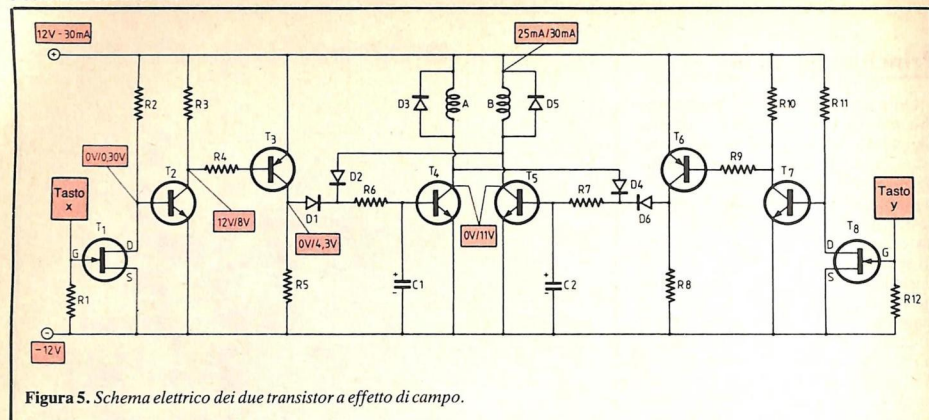 12V - 30mA
25mA/30mA
+
R2
R3
D3
A
B
D5
R10
R11
T3
T6
0V/0,30V
R4
R9
T2
D2
T4
T5
T7
Tasto
x
R6
R7
D4
Tasto
y
D1
D6
T1
12V/8V
T8
D
0V/4,3V
0V/11V
D
G
G
S
S
R1
R5
+
-
C1
+
-
C2
R8
R12
-
-12V
Figura 5. Schema elettrico dei due transistor a effetto di campo.